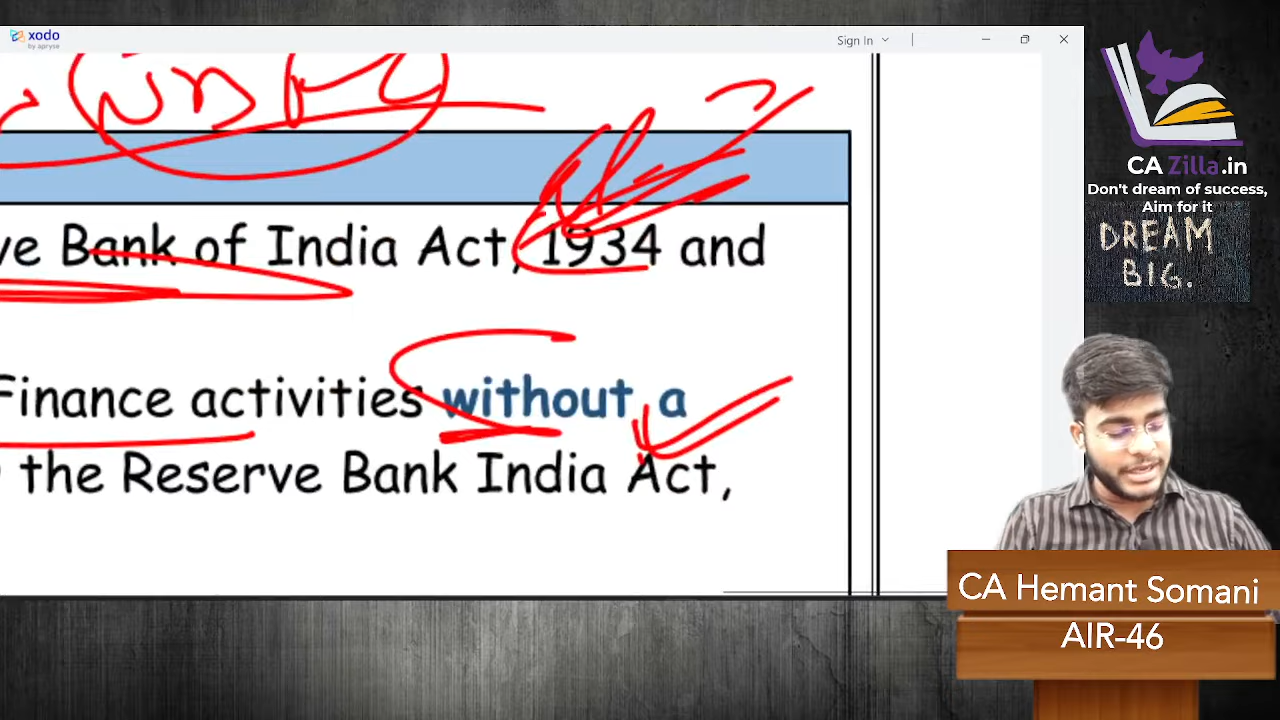 xodo
by apryse
Sign In
ve Bank of India Act, 1934 and
Finance activities without a
the Reserve Bank India Act,
CA Zilla.in
Don't dream of success,
Aim for it
DREAM
BIG.
CA Hemant Somani
AIR-46